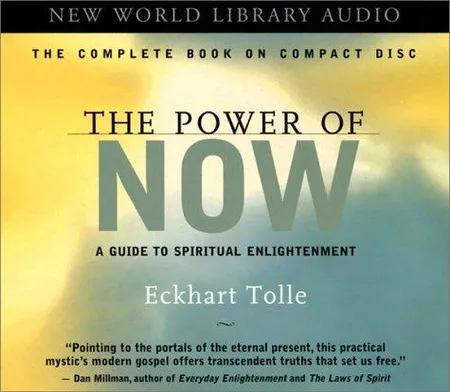 NEW WORLD LIBRARY AUDIO
THE COMPLETE BOOK ON COMPACT DISC
THE POWER OF
NOW
A GUIDE TO SPIRITUAL ENLIGHTENMENT
Eckhart Tolle
"Pointing to the portals of the eternal present, this practical
mystic's modern gospel offers transcendent truths that set us free."
— Dan Millman, author of Everyday Enlightenment and The Laws of Spirit